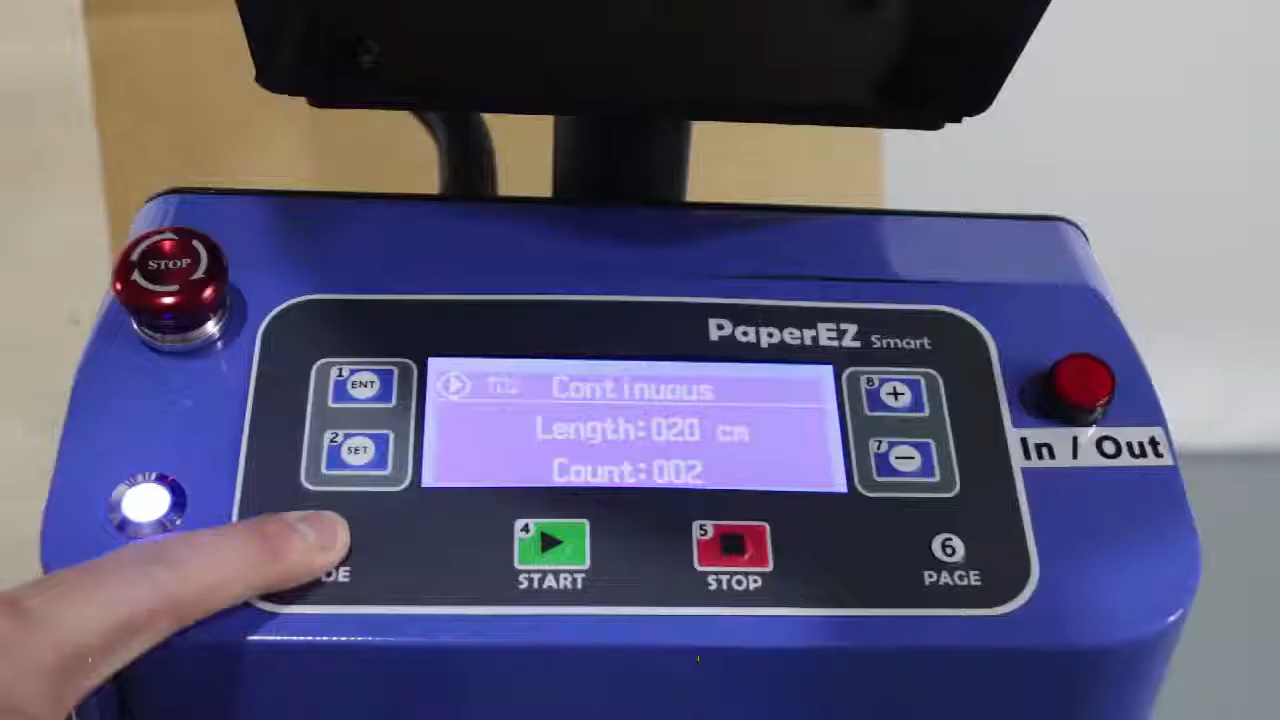 STOP
PaperEZ Smart
1 ENT
Continuous
8 +
Length:020 cm
2 SET
7 −
In / Out
Count:002
4
5
6
DE
START
STOP
PAGE